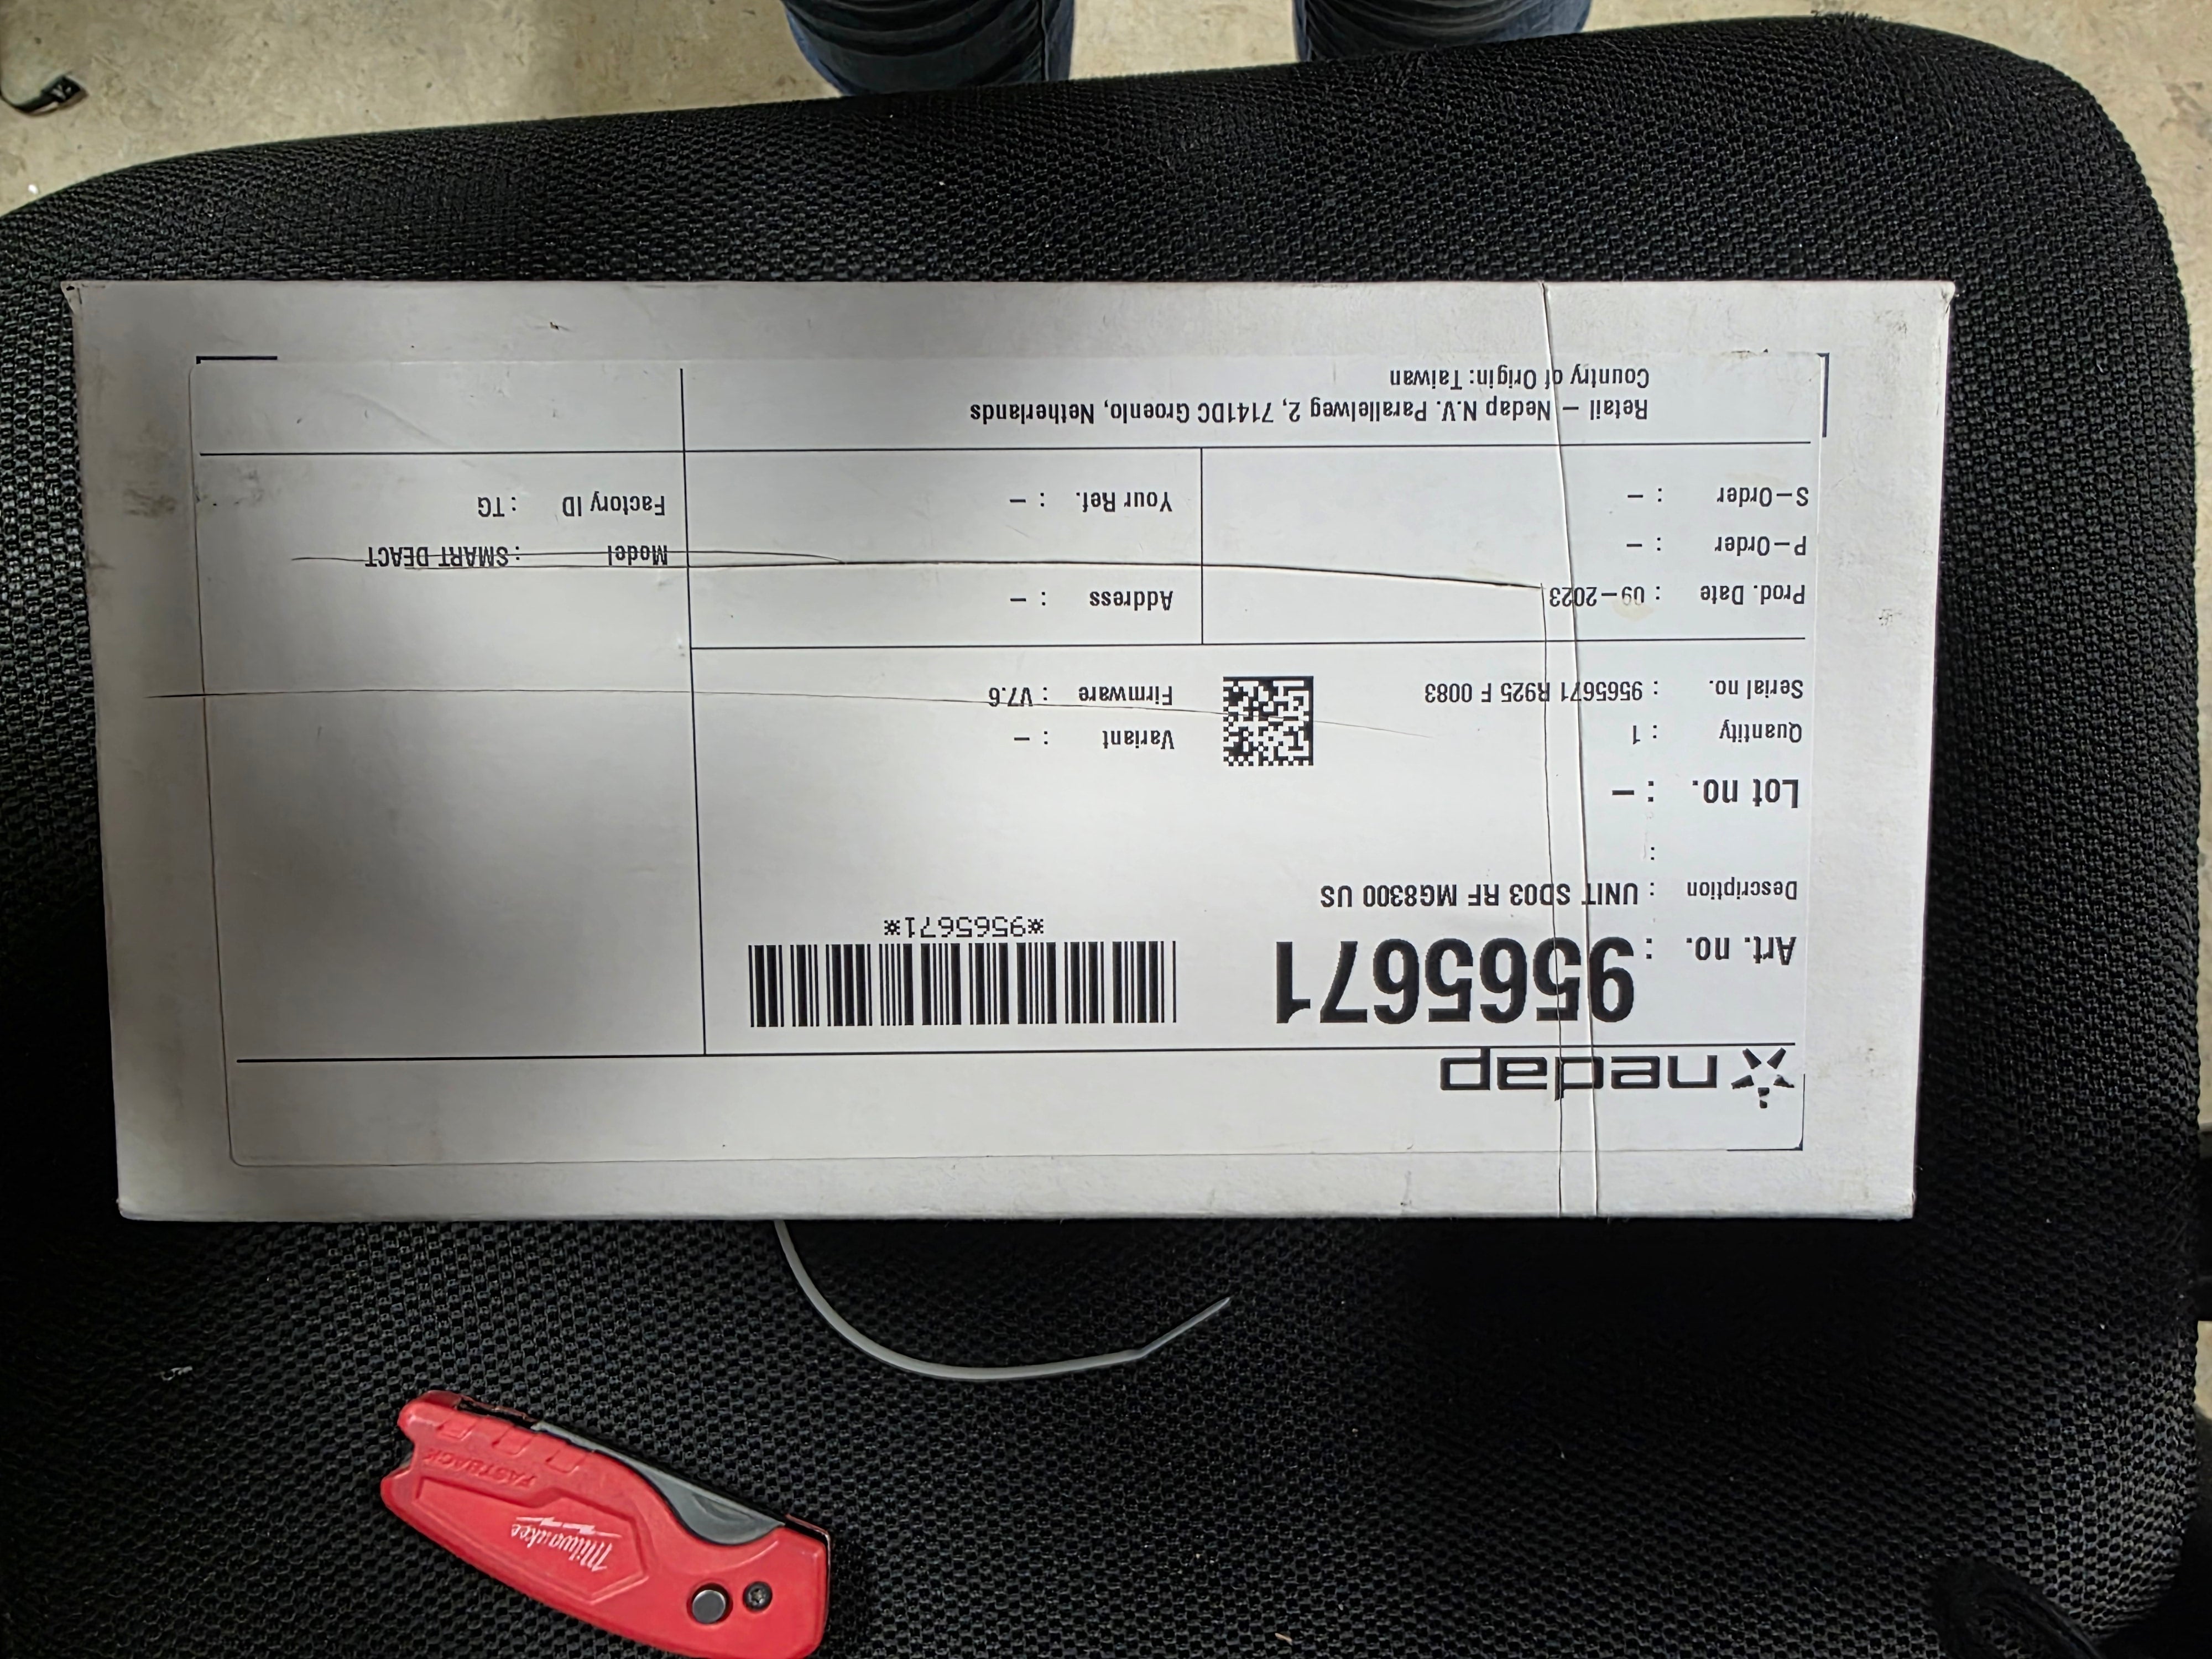 nedap
Art. no. : 9565671
*9565671*
Description : UNIT SD03 RF MG8300 US
:
Lot no. : –
Quantity : 1
Variant : –
Serial no. : 9565671 R925 F 0083
Firmware : V7.6
Prod. Date : 09–2023
Address : –
Model : SMART DEACT
P–Order : –
S–Order : –
Your Ref. : –
Factory ID : TG
Retail – Nedap N.V. Parallelweg 2, 7141DC Groenlo, Netherlands
Country of Origin: Taiwan
Milwaukee
FASTBACK